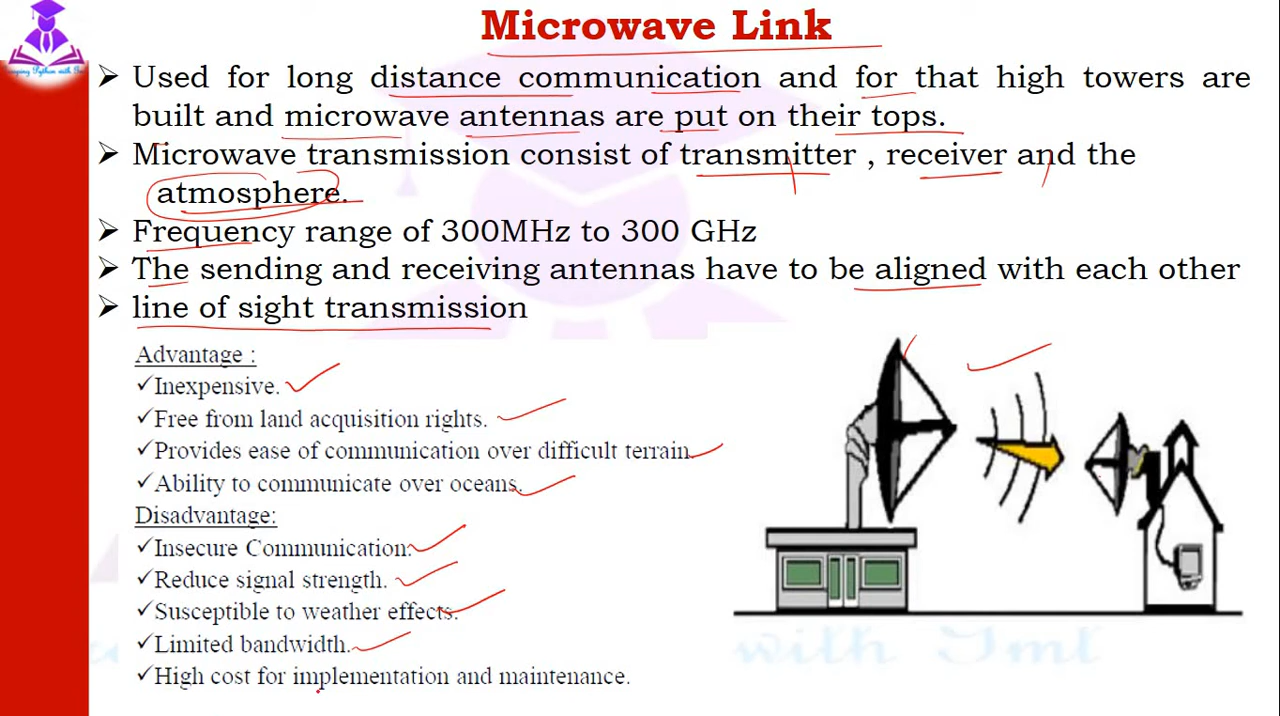 Microwave Link
➢ Used for long distance communication and for that high towers are
built and microwave antennas are put on their tops.
➢ Microwave transmission consist of transmitter , receiver and the
atmosphere.
➢ Frequency range of 300MHz to 300 GHz
➢ The sending and receiving antennas have to be aligned with each other
➢ line of sight transmission
Advantage :
✓Inexpensive.
✓Free from land acquisition rights.
✓Provides ease of communication over difficult terrain.
✓Ability to communicate over oceans.
Disadvantage:
✓Insecure Communication.
✓Reduce signal strength.
✓Susceptible to weather effects.
✓Limited bandwidth.
✓High cost for implementation and maintenance.
with